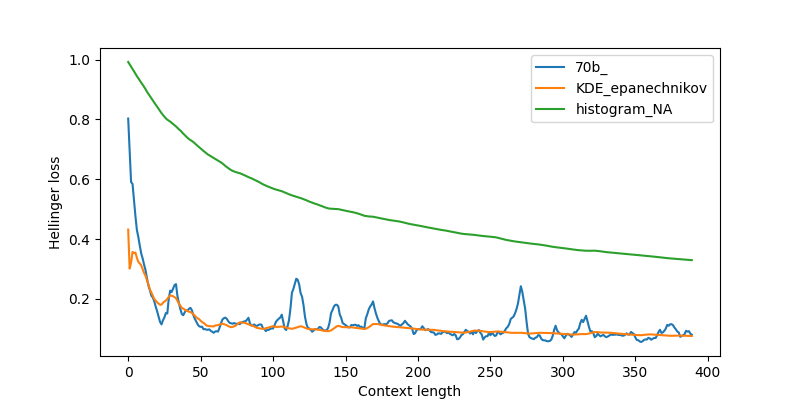 1.0
0.8
0.6
0.4
0.2
Hellinger loss
70b_
KDE_epanechnikov
histogram_NA
0 50 100 150 200 250 300 350 400
Context length